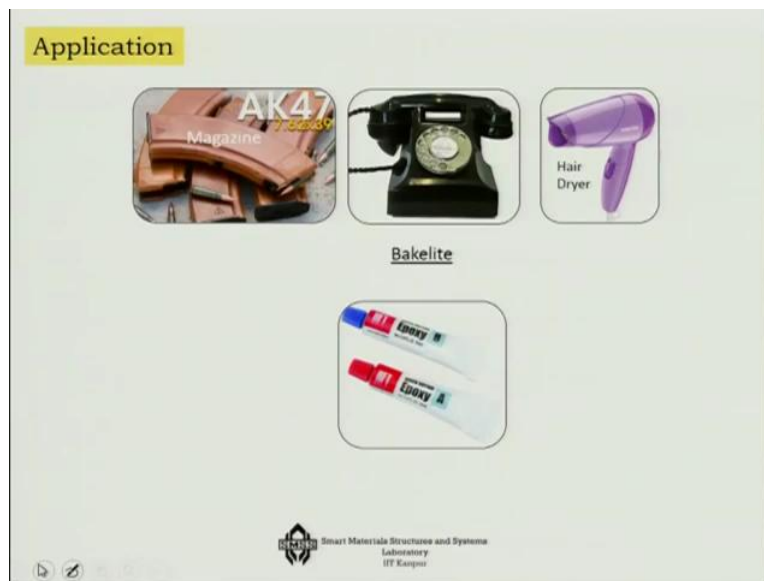 Application
AK47
7.62x39
Magazine
Hair
Dryer
Bakelite
Epoxy B
Epoxy A
Smart Materials Structures and Systems
Laboratory
IIT Kanpur